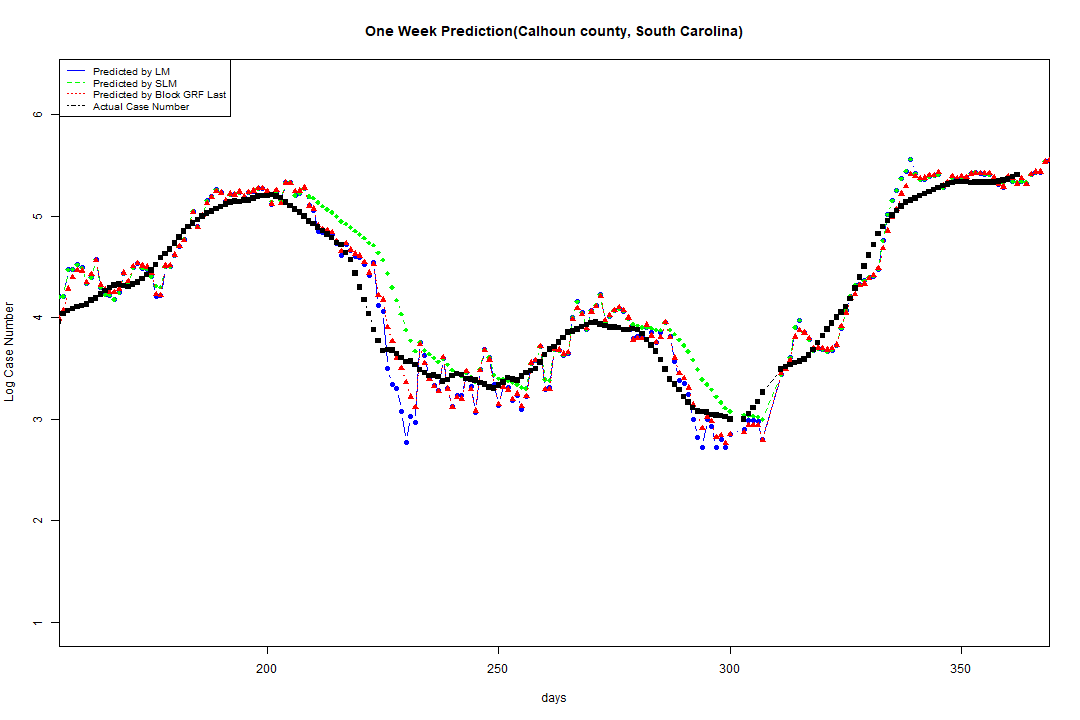 One Week Prediction(Calhoun county, South Carolina)
Predicted by LM
Predicted by SLM
Predicted by Block GRF Last
Actual Case Number
6
5
4
3
2
1
Log Case Number
200 250 300 350
days